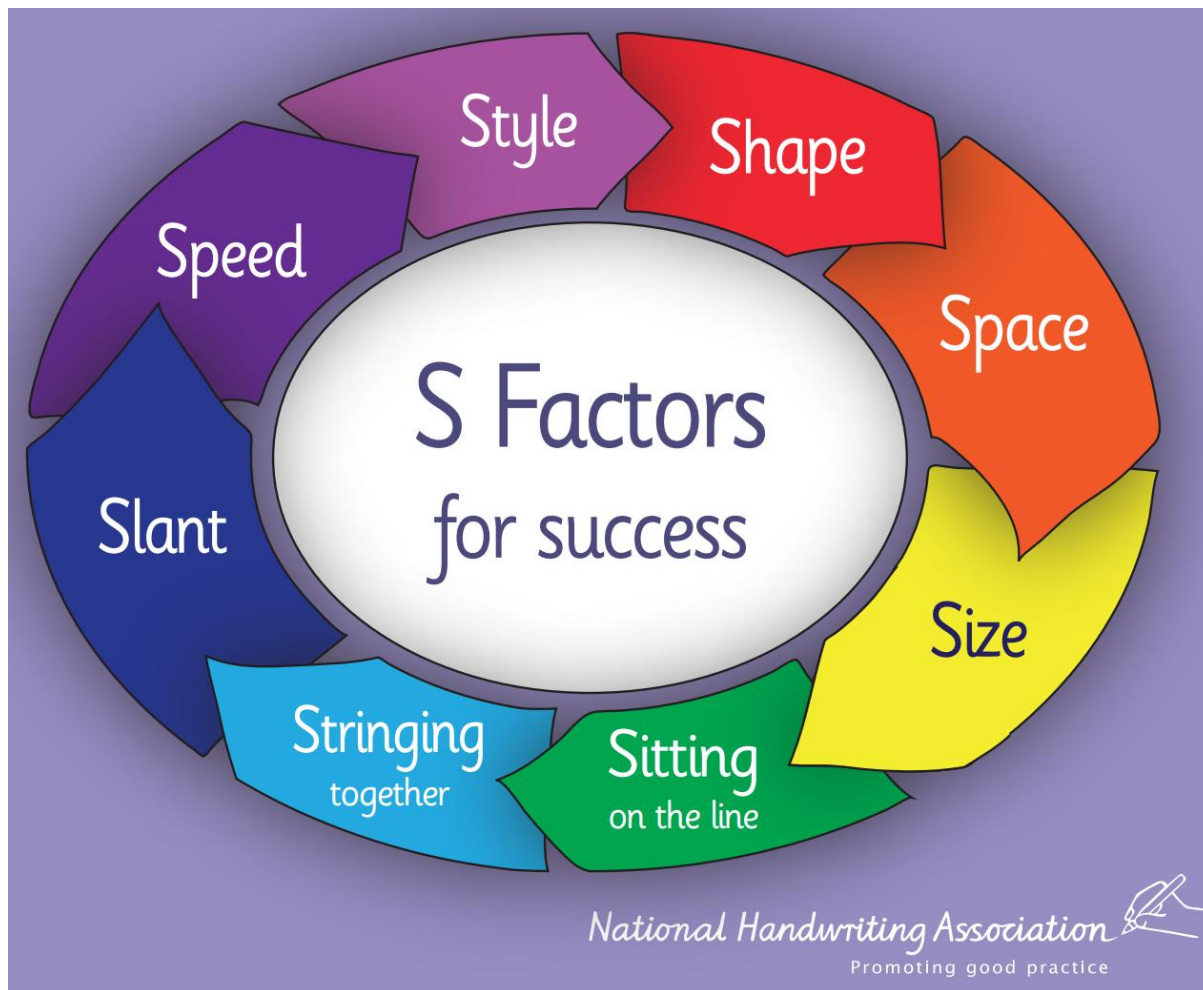 Style
Shape
Space
Size
Sitting
on the line
Stringing
together
Slant
Speed
S Factors
for success
National Handwriting Association
Promoting good practice